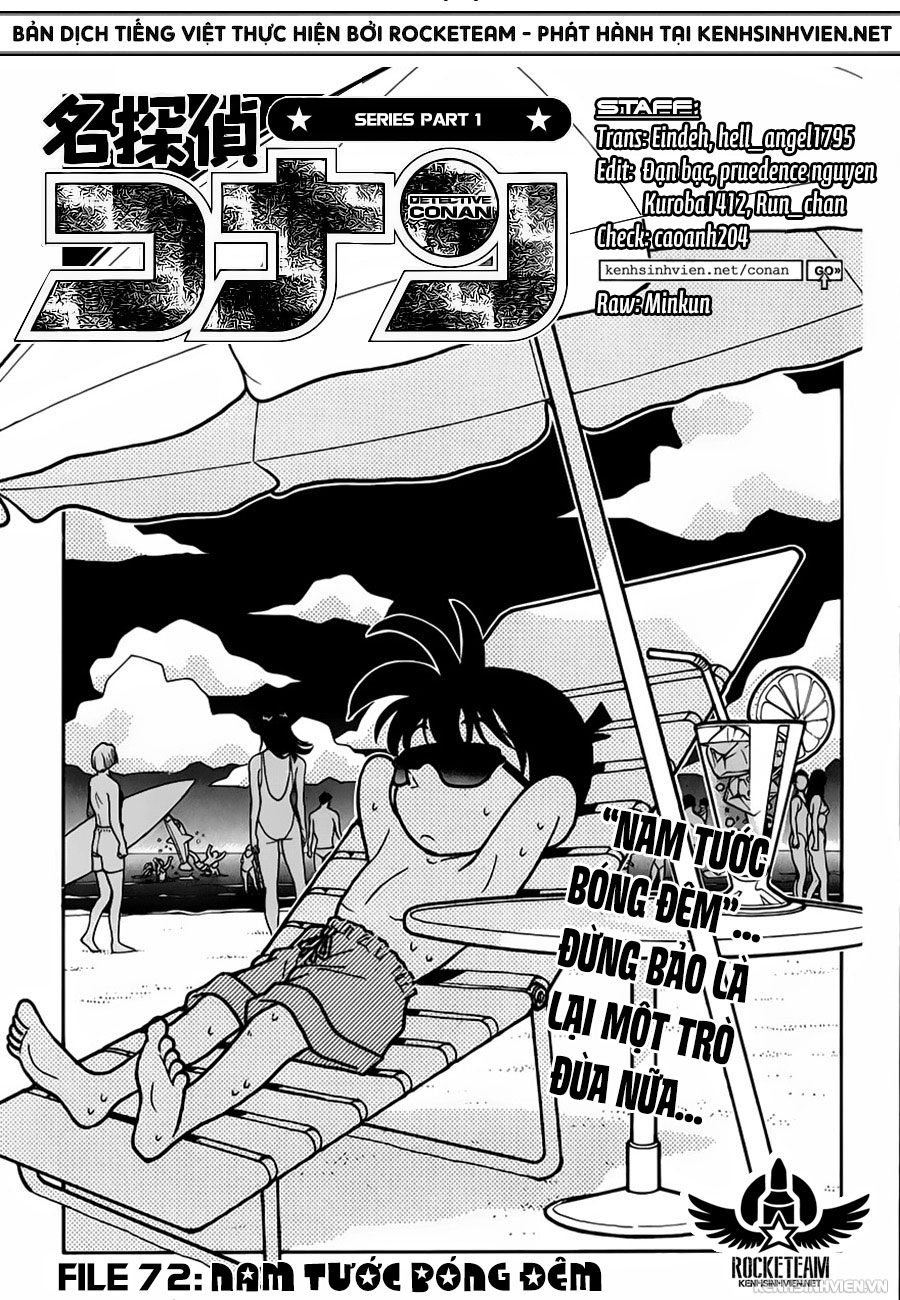 BẢN DỊCH TIẾNG VIỆT THỰC HIỆN BỞI ROCKETEAM - PHÁT HÀNH TẠI KENHSINHVIEN.NET
名探偵
SERIES PART 1
コナン
DETECTIVE
CONAN
STAFF:
Trans: Eindeh, hell_angel1795
Edit: Đạn bạc, pruedence nguyen
Kuroba1412, Run_chan
Check: caoanh204
kenhsinhvien.net/conan GO»
Raw: Minkun
“NAM TƯỚC
BÓNG ĐÊM”...
ĐỪNG BẢO LÀ
LẠI MỘT TRÒ
ĐÙA NỮA...
FILE 72: NAM TƯỚC BÓNG ĐÊM
ROCKETEAM
KENHSINHVIEN.NET
KENHSINHVIEN.VN